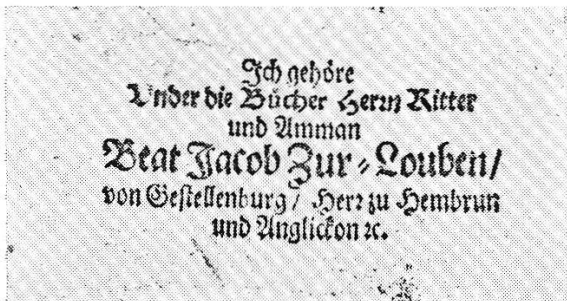 Ich gehöre
Under die Bücher Herrn Ritter
und Amman
Beat Jacob Zur-Louben/
von Gestellenburg/ Herr zu Hembrun
und Anglickon ꝛc.